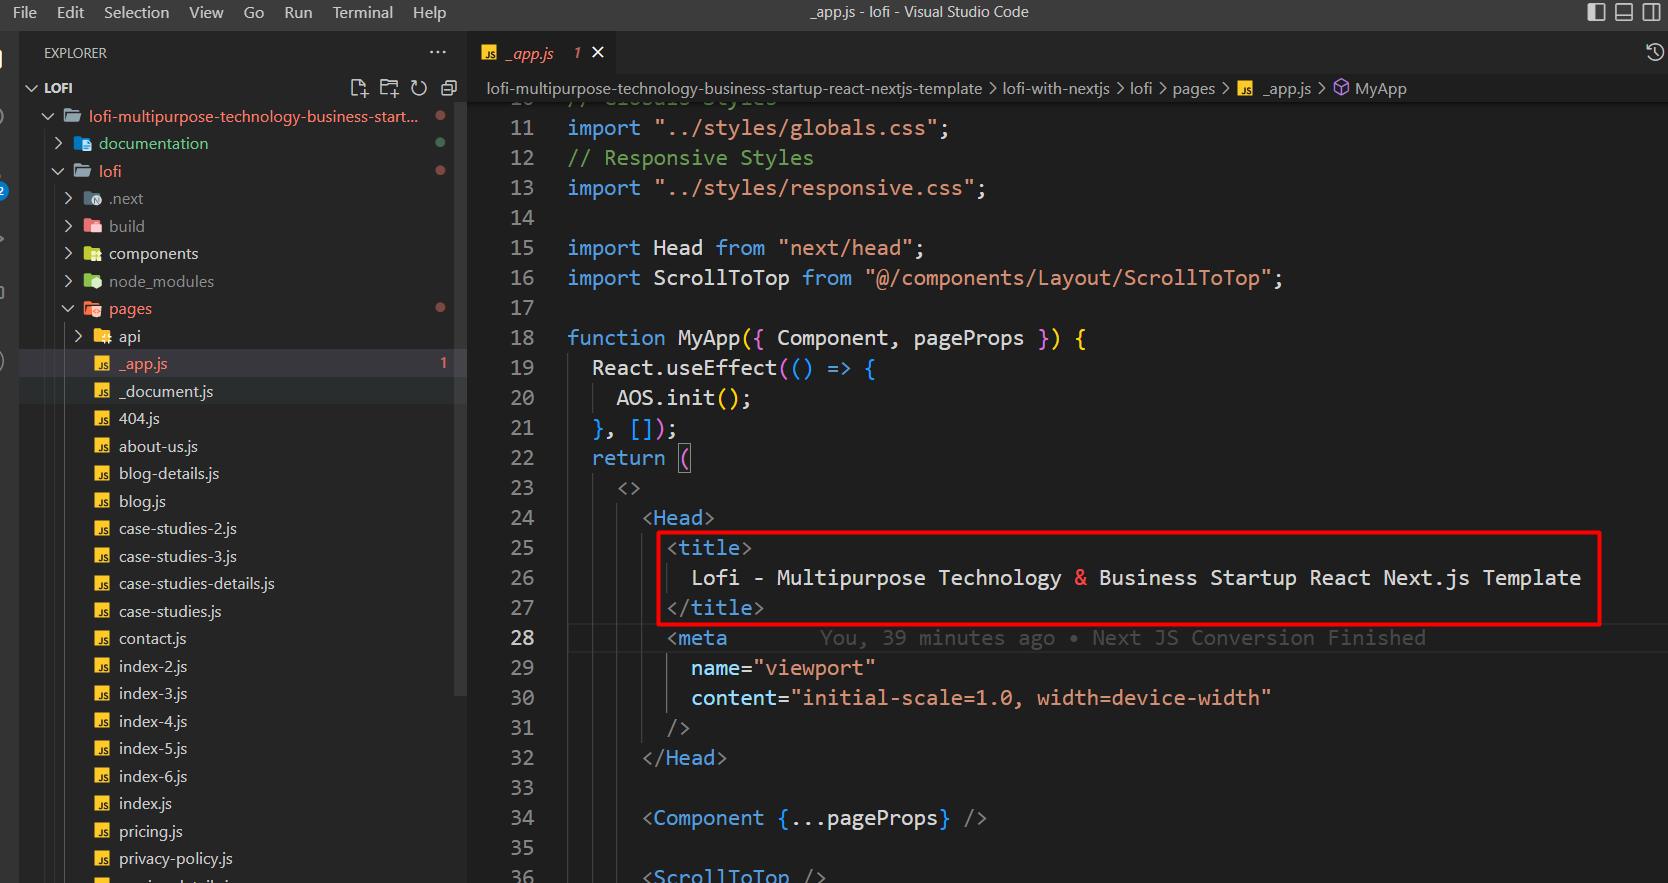 File Edit Selection View Go Run Terminal Help
_app.js - lofi - Visual Studio Code
EXPLORER
LOFI
lofi-multipurpose-technology-business-start...
documentation
lofi
.next
build
components
node_modules
pages
api
_app.js 1
_document.js
404.js
about-us.js
blog-details.js
blog.js
case-studies-2.js
case-studies-3.js
case-studies-details.js
case-studies.js
contact.js
index-2.js
index-3.js
index-4.js
index-5.js
index-6.js
index.js
pricing.js
privacy-policy.js
_app.js 1
lofi-multipurpose-technology-business-startup-react-nextjs-template > lofi-with-nextjs > lofi > pages > _app.js > MyApp
10 // Globals Styles
11 import "../styles/globals.css";
12 // Responsive Styles
13 import "../styles/responsive.css";
14
15 import Head from "next/head";
16 import ScrollToTop from "@/components/Layout/ScrollToTop";
17
18 function MyApp({ Component, pageProps }) {
19 React.useEffect(() => {
20 AOS.init();
21 }, []);
22 return (
23 <>
24 <Head>
25 <title>
26 Lofi - Multipurpose Technology & Business Startup React Next.js Template
27 </title>
28 <meta You, 39 minutes ago • Next JS Conversion Finished
29 name="viewport"
30 content="initial-scale=1.0, width=device-width"
31 />
32 </Head>
33
34 <Component {...pageProps} />
35
36 <ScrollToTop />
2